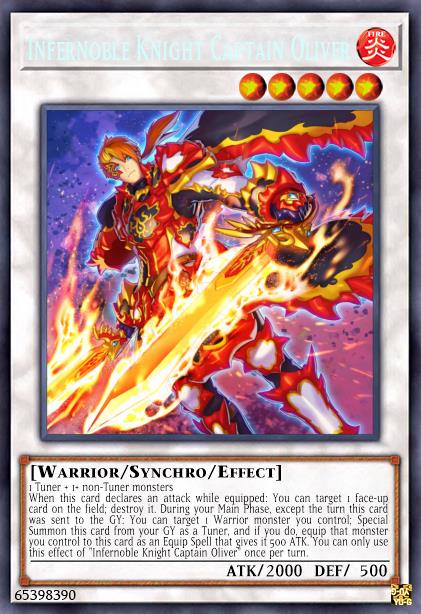 Infernoble Knight Captain Oliver
FIRE
炎
[Warrior/Synchro/Effect]
1 Tuner + 1+ non-Tuner monsters
When this card declares an attack while equipped: You can target 1 face-up
card on the field; destroy it. During your Main Phase, except the turn this card
was sent to the GY: You can target 1 Warrior monster you control; Special
Summon this card from your GY as a Tuner, and if you do, equip that monster
you control to this card as an Equip Spell that gives it 500 ATK. You can only use
this effect of "Infernoble Knight Captain Oliver" once per turn.
ATK/2000 DEF/ 500
65398390